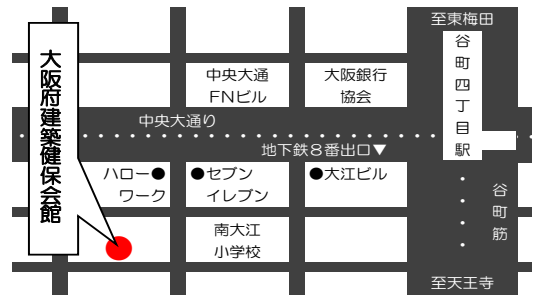 至東梅田
谷町四丁目駅
大阪府建築健保会館
中央大通
FNビル
大阪銀行
協会
中央大通り
地下鉄8番出口▼
ハロー●
ワーク
●セブン
イレブン
●大江ビル
谷町筋
南大江
小学校
至天王寺